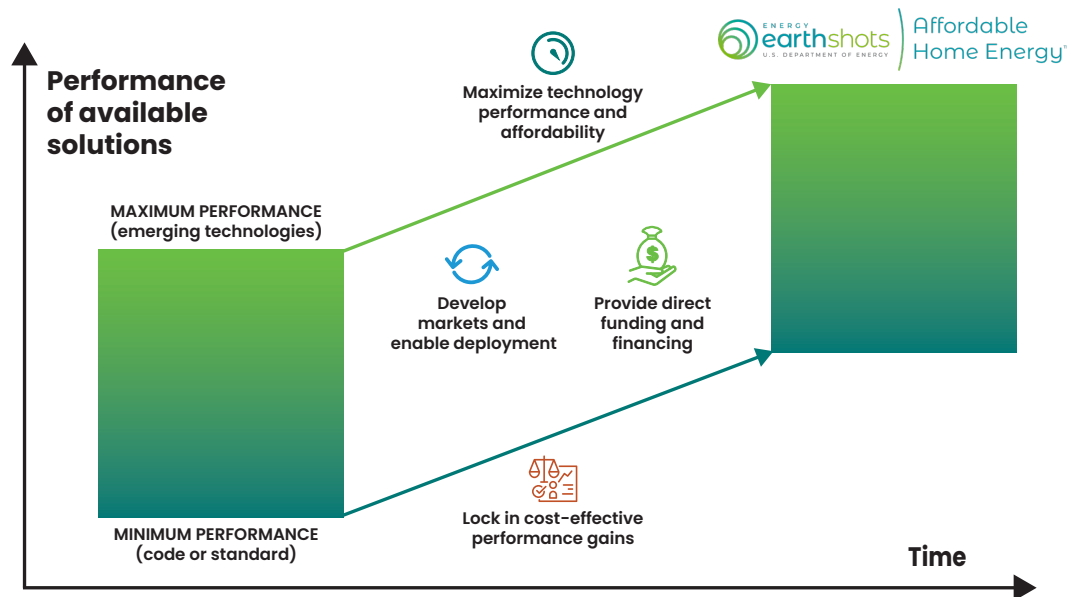 Performance
of available
solutions
ENERGY
earthshots
U.S. DEPARTMENT OF ENERGY
Affordable
Home Energy
Maximize technology
performance and
affordability
MAXIMUM PERFORMANCE
(emerging technologies)
$
Develop
markets and
enable deployment
Provide direct
funding and
financing
Lock in cost-effective
performance gains
MINIMUM PERFORMANCE
(code or standard)
Time